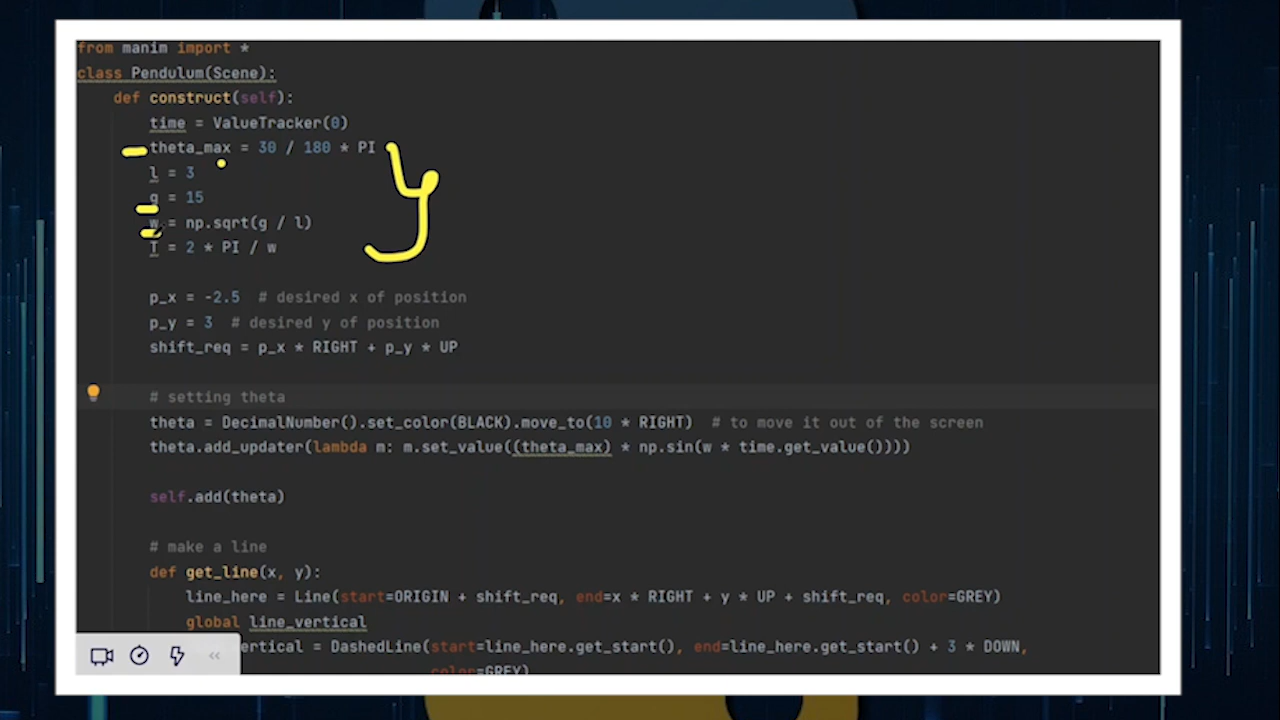 from manim import *
class Pendulum(Scene):
def construct(self):
time = ValueTracker(0)
theta_max = 30 / 180 * PI
l = 3
g = 15
w = np.sqrt(g / l)
T = 2 * PI / w
y
p_x = -2.5 # desired x of position
p_y = 3 # desired y of position
shift_req = p_x * RIGHT + p_y * UP
# setting theta
theta = DecimalNumber().set_color(BLACK).move_to(10 * RIGHT) # to move it out of the screen
theta.add_updater(lambda m: m.set_value((theta_max) * np.sin(w * time.get_value())))
self.add(theta)
# make a line
def get_line(x, y):
line_here = Line(start=ORIGIN + shift_req, end=x * RIGHT + y * UP + shift_req, color=GREY)
global line_vertical
vertical = DashedLine(start=line_here.get_start(), end=line_here.get_start() + 3 * DOWN,
color=GREY)